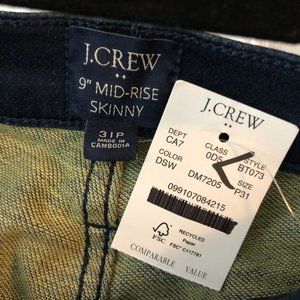 J.CREW
9" MID-RISE
SKINNY
31P
MADE IN
CAMBODIA
J.CREW
DEPT CLASS STYLE
CA7 0D5 BT073
COLOR SIZE
DSW DM7205 P31
099107084215
FSC
RECYCLED
Paper
FSC® C117781
COMPARABLE VALUE